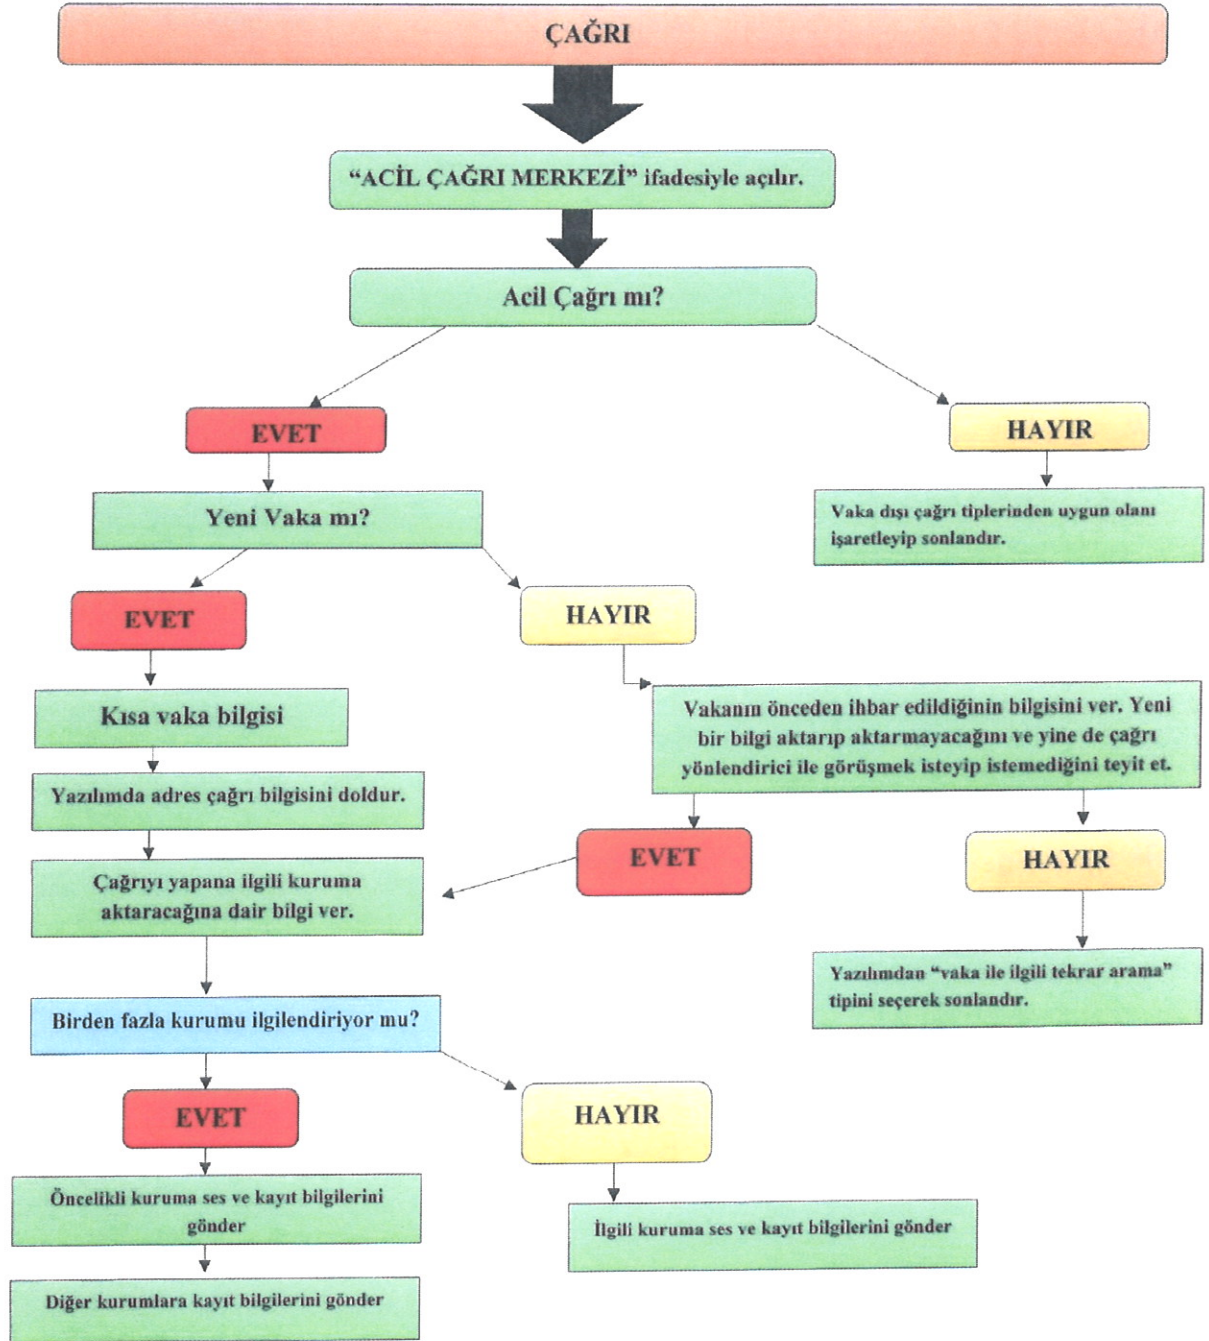 ÇAĞRI
“ACİL ÇAĞRI MERKEZİ” ifadesiyle açılır.
Acil Çağrı mı?
EVET
HAYIR
Yeni Vaka mı?
Vaka dışı çağrı tiplerinden uygun olanı
işaretleyip sonlandır.
EVET
HAYIR
Kısa vaka bilgisi
Vakanın önceden ihbar edildiğinin bilgisini ver. Yeni
bir bilgi aktarıp aktarmayacağını ve yine de çağrı
yönlendirici ile görüşmek isteyip istemediğini teyit et.
Yazılımda adres çağrı bilgisini doldur.
EVET
HAYIR
Çağrıyı yapana ilgili kuruma
aktaracağına dair bilgi ver.
Yazılımdan “vaka ile ilgili tekrar arama”
tipini seçerek sonlandır.
Birden fazla kurumu ilgilendiriyor mu?
EVET
HAYIR
Öncelikli kuruma ses ve kayıt bilgilerini
gönder
İlgili kuruma ses ve kayıt bilgilerini gönder
Diğer kurumlara kayıt bilgilerini gönder